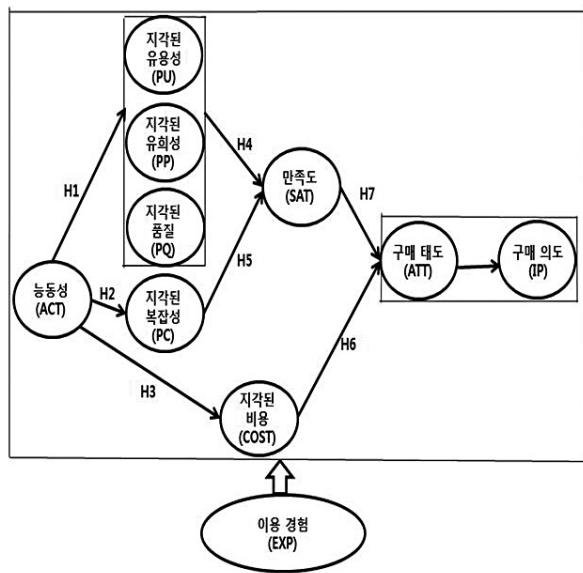 지각된
유용성
(PU)
지각된
유희성
(PP)
지각된
품질
(PQ)
H1
H4
만족도
(SAT)
H7
H5
구매 태도
(ATT)
구매 의도
(IP)
능동성
(ACT)
H2
지각된
복잡성
(PC)
H3
H6
지각된
비용
(COST)
이용 경험
(EXP)